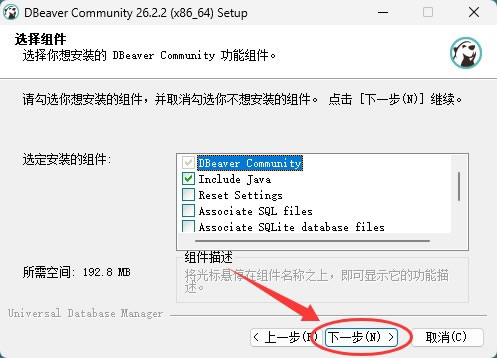 DBeaver Community 26.2.2 (x86_64) Setup
选择组件
选择你想安装的 DBeaver Community 功能组件。
请勾选你想安装的组件，并取消勾选你不想安装的组件。 点击 [下一步(N)] 继续。
选定安装的组件:
DBeaver Community
Include Java
Reset Settings
Associate SQL files
Associate SQLite database files
所需空间: 192.8 MB
组件描述
将光标悬停在组件名称之上，即可显示它的功能描述。
Universal Database Manager
< 上一步(P)
下一步(N) >
取消(C)